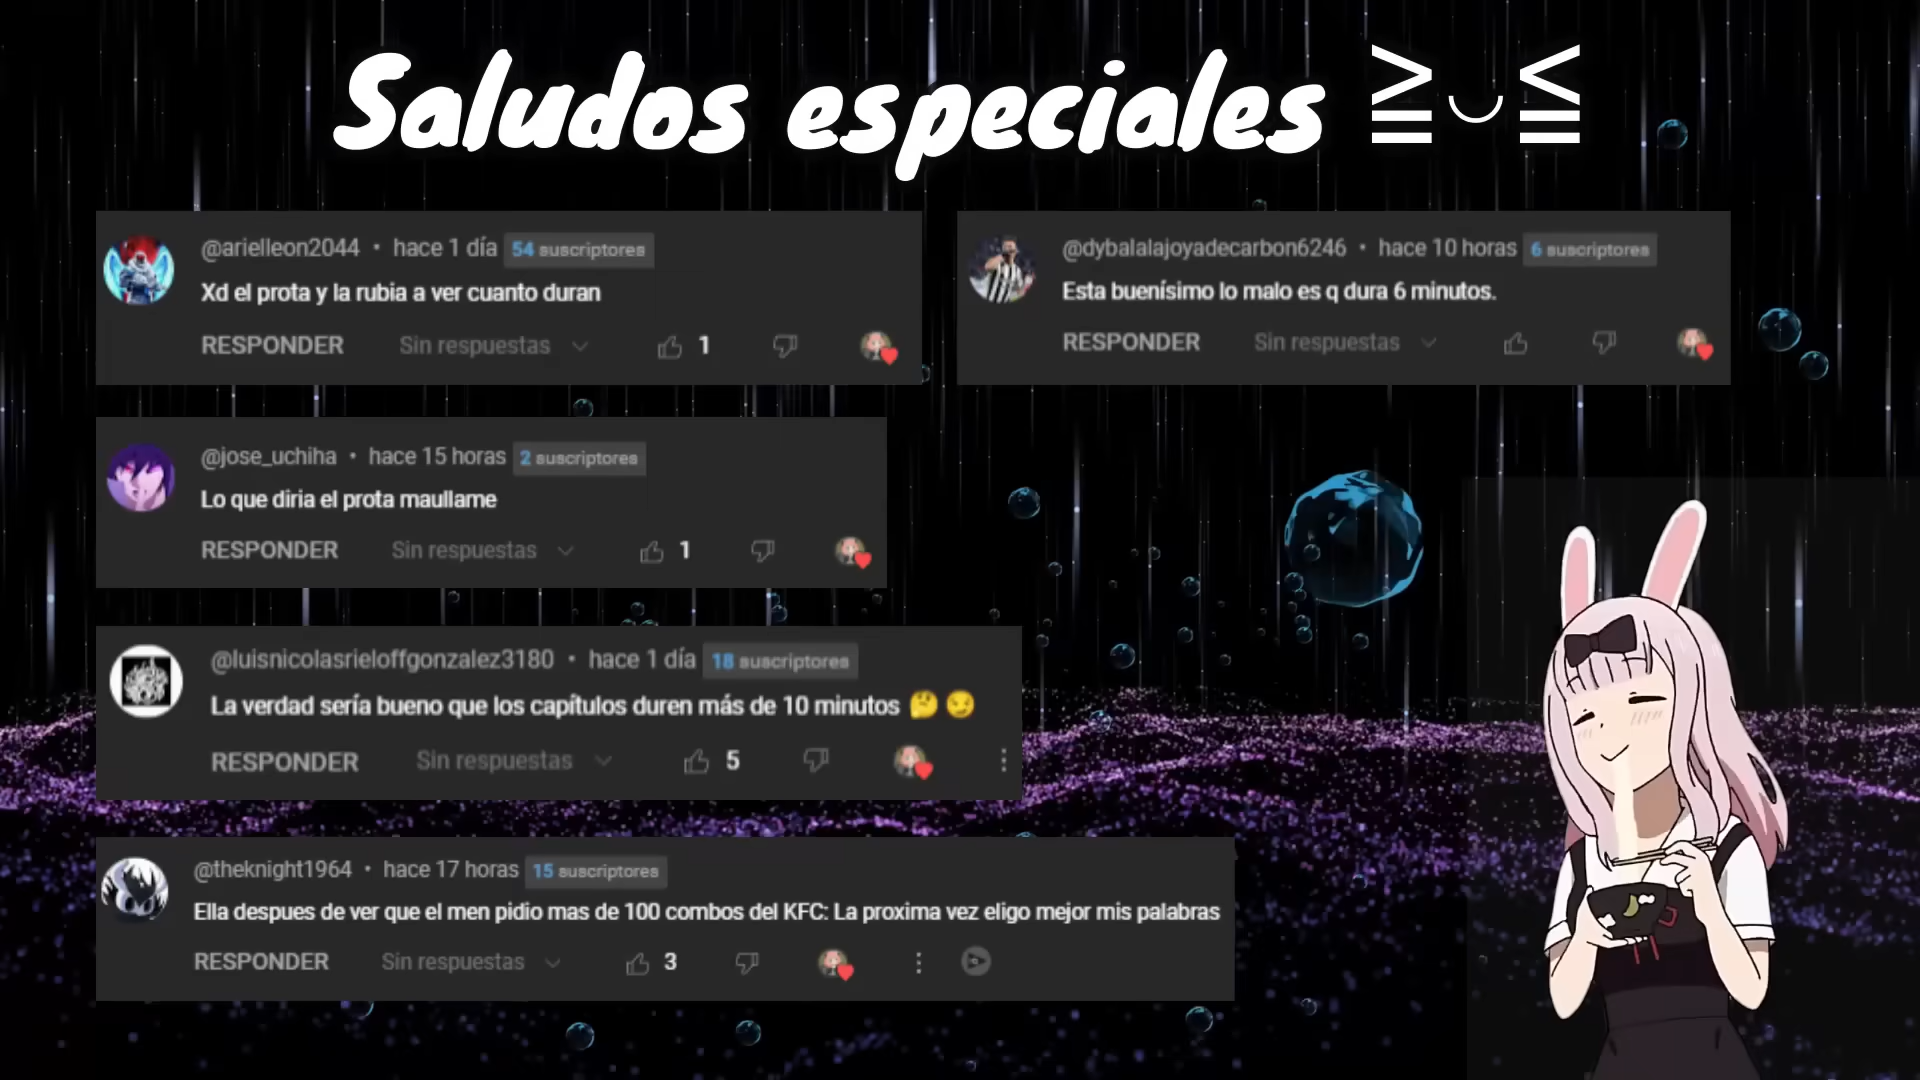 Saludos especiales ≧◡≦
@arielleon2044 • hace 1 día 54 suscriptores
Xd el prota y la rubia a ver cuanto duran
RESPONDER Sin respuestas 1
@dybalalajoyadecarbon6246 • hace 10 horas 6 suscriptores
Esta buenísimo lo malo es q dura 6 minutos.
RESPONDER Sin respuestas
@jose_uchiha • hace 15 horas 2 suscriptores
Lo que diria el prota maullame
RESPONDER Sin respuestas 1
@luisnicolasrieloffgonzalez3180 • hace 1 día 18 suscriptores
La verdad sería bueno que los capítulos duren más de 10 minutos 🤔 😏
RESPONDER Sin respuestas 5
@theknight1964 • hace 17 horas 15 suscriptores
Ella despues de ver que el men pidio mas de 100 combos del KFC: La proxima vez eligo mejor mis palabras
RESPONDER Sin respuestas 3